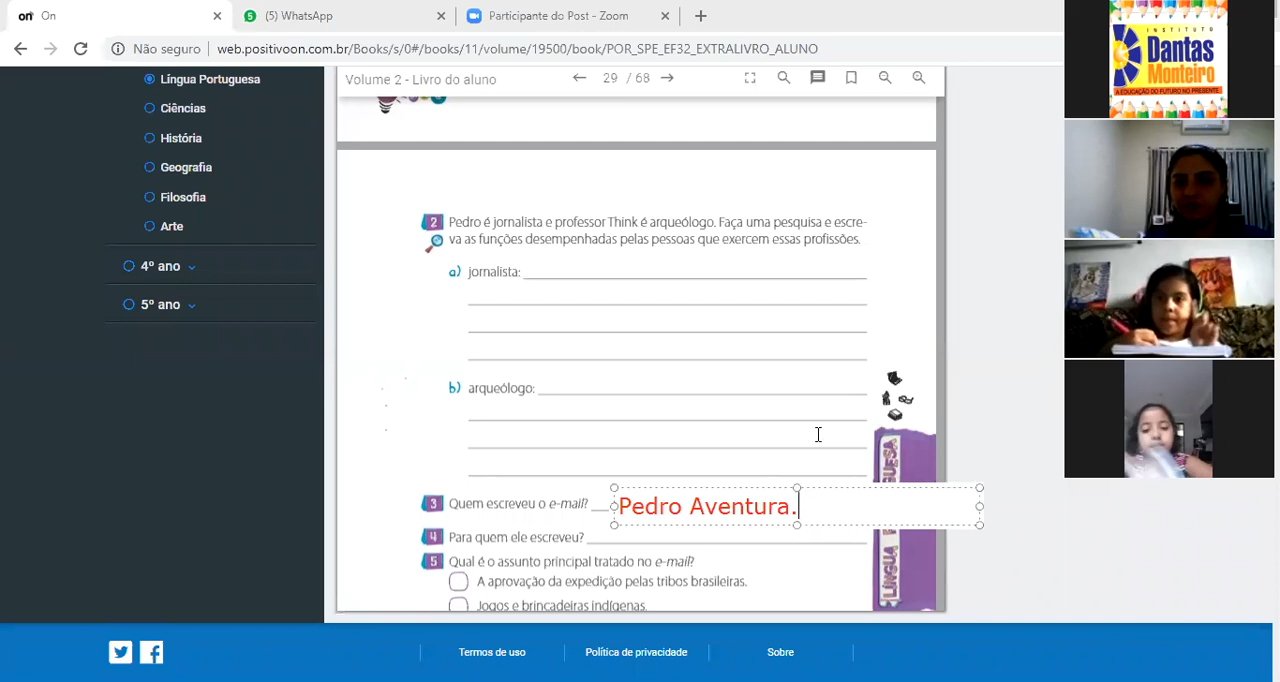 On
(5) WhatsApp
Participante do Post - Zoom
Não seguro
web.positivoon.com.br/Books/s/0#/books/11/volume/19500/book/POR_SPE_EF32_EXTRALIVRO_ALUNO
Língua Portuguesa
Ciências
História
Geografia
Filosofia
Arte
4º ano
5º ano
Volume 2 - Livro do aluno
29 / 68
2 Pedro é jornalista e professor Think é arqueólogo. Faça uma pesquisa e escre-
va as funções desempenhadas pelas pessoas que exercem essas profissões.
a) jornalista:
b) arqueólogo:
3 Quem escreveu o e-mail? Pedro Aventura.
4 Para quem ele escreveu?
5 Qual é o assunto principal tratado no e-mail?
A aprovação da expedição pelas tribos brasileiras.
Jogos e brincadeiras indígenas.
LÍNGUA
Termos de uso
Política de privacidade
Sobre
INSTITUTO
Dantas
Monteiro
A EDUCAÇÃO DO FUTURO NO PRESENTE